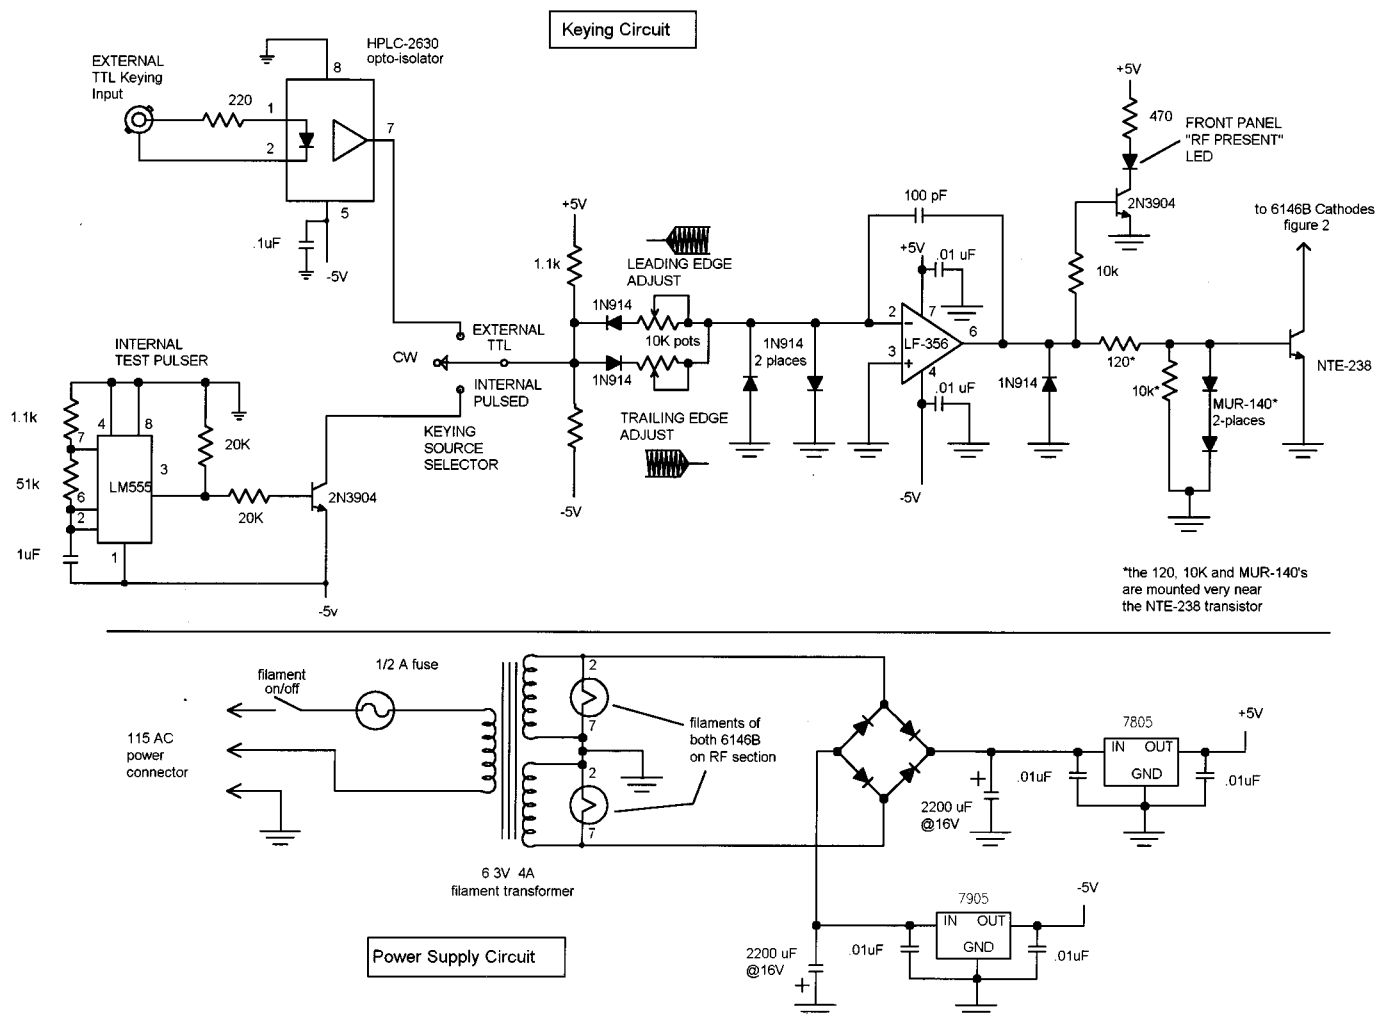 Keying Circuit
HPLC-2630
opto-isolator
EXTERNAL
TTL Keying
Input
220
1
2
8
7
5
.1uF
-5V
+5V
1.1k
LEADING EDGE
ADJUST
1N914
10K pots
1N914
TRAILING EDGE
ADJUST
-5V
EXTERNAL
TTL
CW
INTERNAL
PULSED
KEYING
SOURCE
SELECTOR
INTERNAL
TEST PULSER
1.1k
7
4
8
51k
6
2
LM555
3
20K
20K
2N3904
1uF
1
-5v
1N914
2 places
100 pF
+5V
.01 uF
2
7
-
LF-356
6
3
+
4
.01 uF
-5V
1N914
+5V
470
FRONT PANEL
"RF PRESENT"
LED
2N3904
10k
120*
10k*
MUR-140*
2-places
to 6146B Cathodes
figure 2
NTE-238
*the 120, 10K and MUR-140's
are mounted very near
the NTE-238 transistor
filament
on/off
1/2 A fuse
115 AC
power
connector
2
7
2
7
filaments of
both 6146B
on RF section
6 3V 4A
filament transformer
+
2200 uF
@16V
.01uF
7805
IN OUT
GND
.01uF
+5V
2200 uF
@16V
+
.01uF
7905
IN OUT
GND
.01uF
-5V
Power Supply Circuit